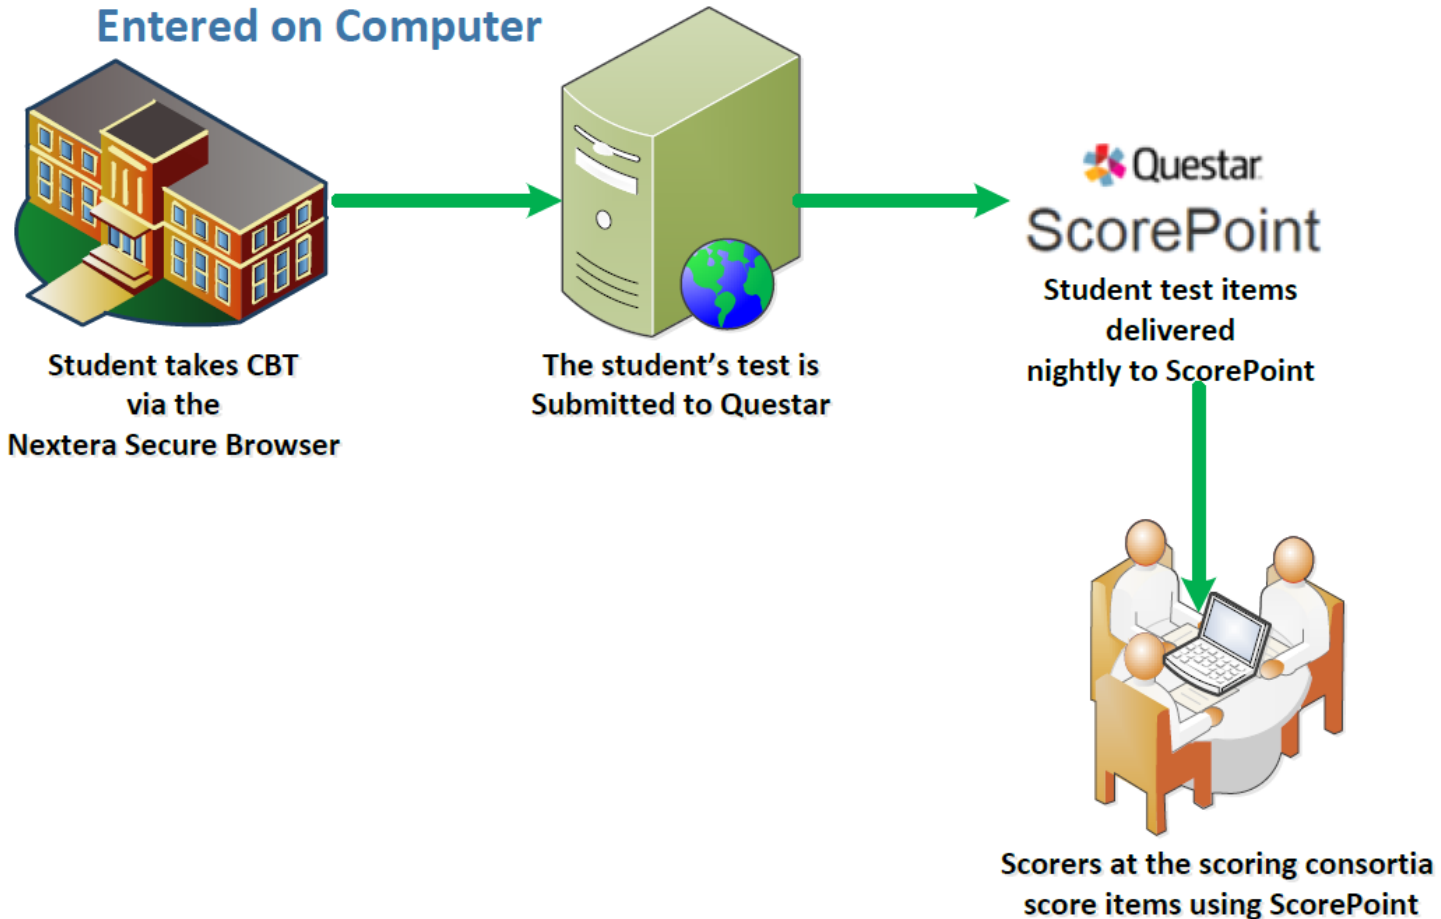 Entered on Computer
Student takes CBT
via the
Nextera Secure Browser
The student’s test is
Submitted to Questar
Questar
ScorePoint
Student test items
delivered
nightly to ScorePoint
Scorers at the scoring consortia
score items using ScorePoint